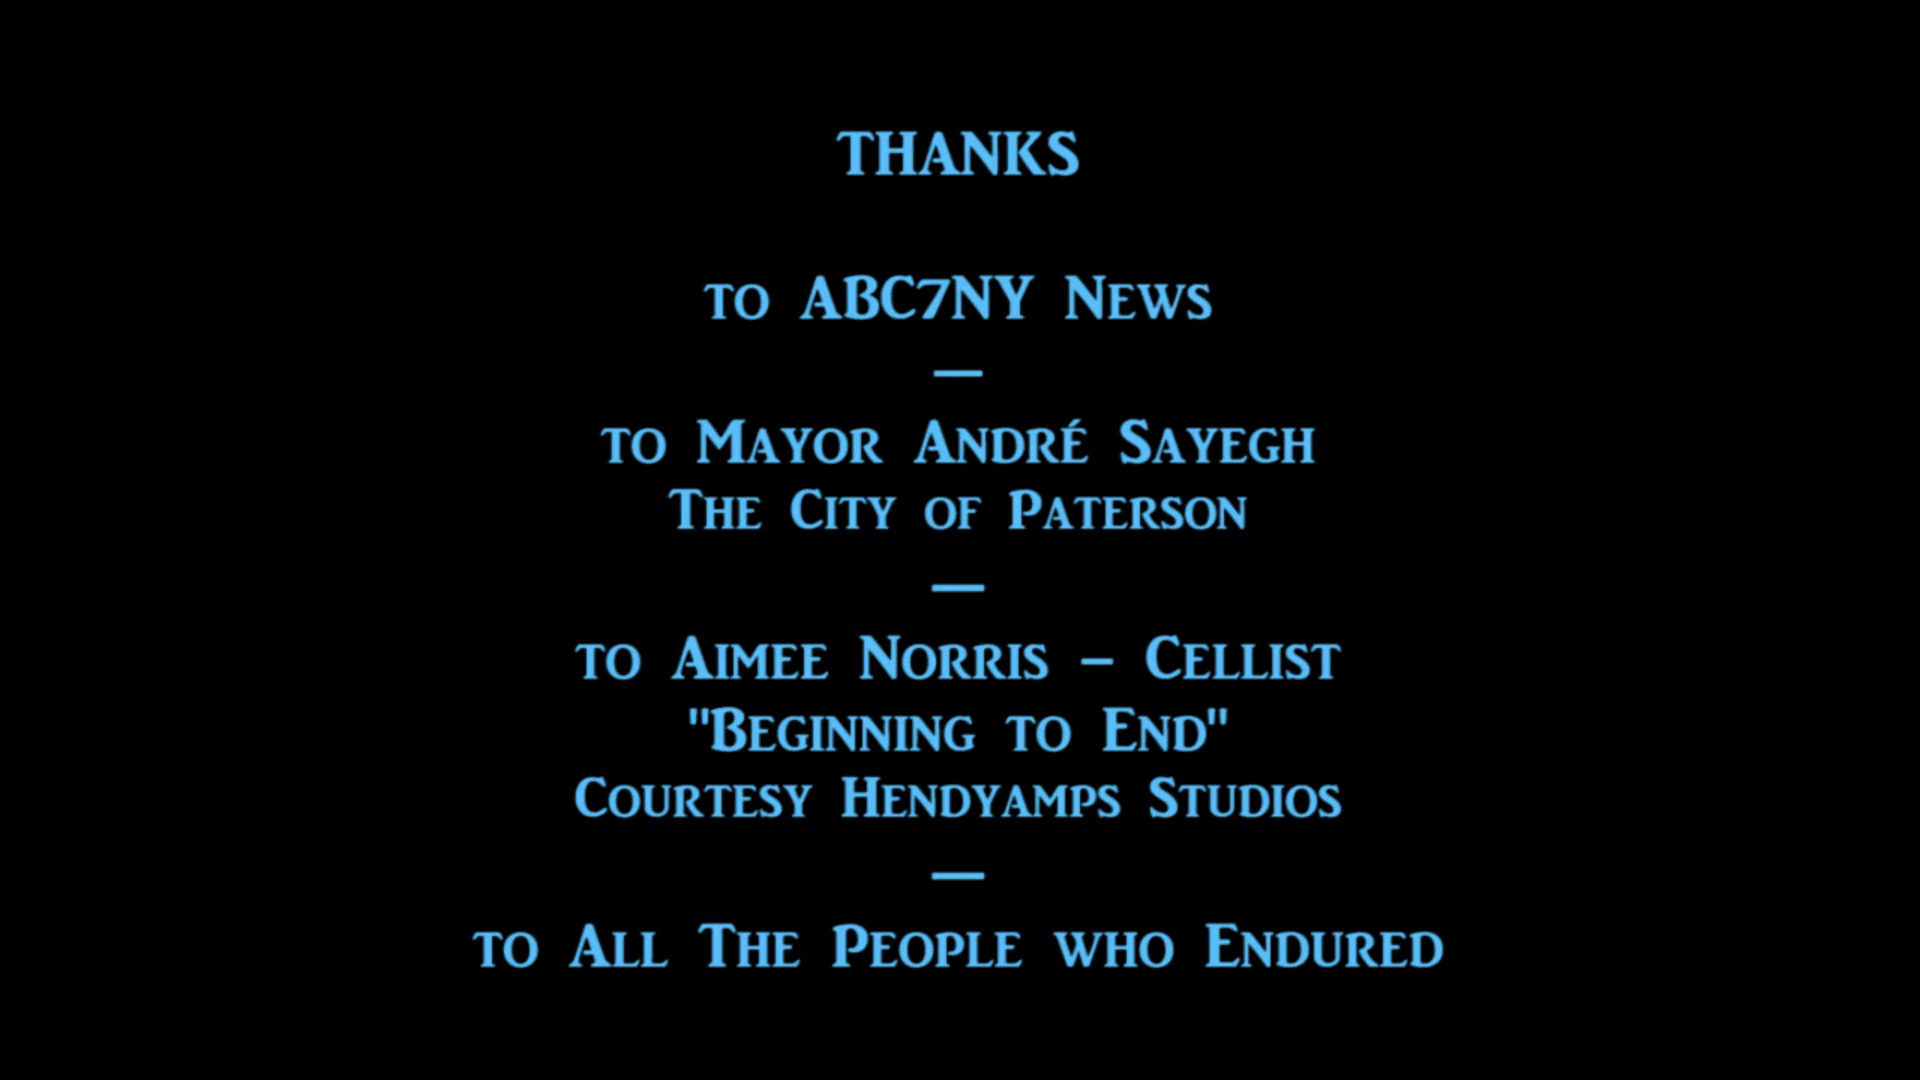 THANKS
to ABC7NY News
—
to Mayor André Sayegh
The City of Paterson
—
to Aimee Norris – Cellist
"Beginning to End"
Courtesy Hendyamps Studios
—
to All The People who Endured